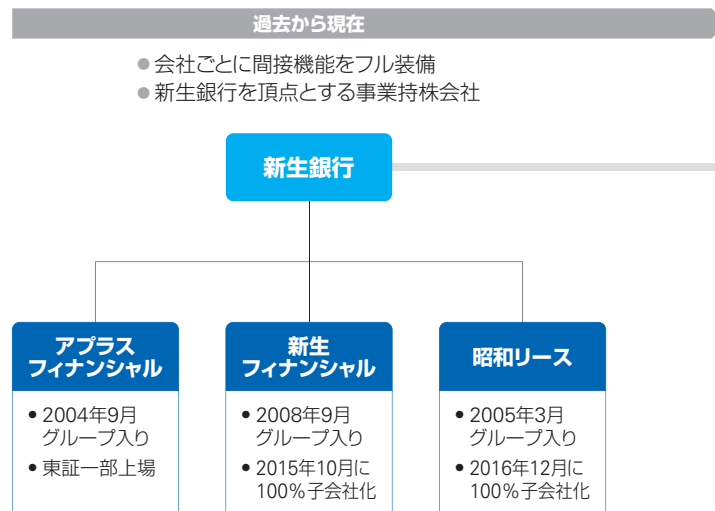 過去から現在
● 会社ごとに間接機能をフル装備
● 新生銀行を頂点とする事業持株会社
新生銀行
アプラス
フィナンシャル
• 2004年9月
グループ入り
• 東証一部上場
新生
フィナンシャル
• 2008年9月
グループ入り
• 2015年10月に
100%子会社化
昭和リース
• 2005年3月
グループ入り
• 2016年12月に
100%子会社化